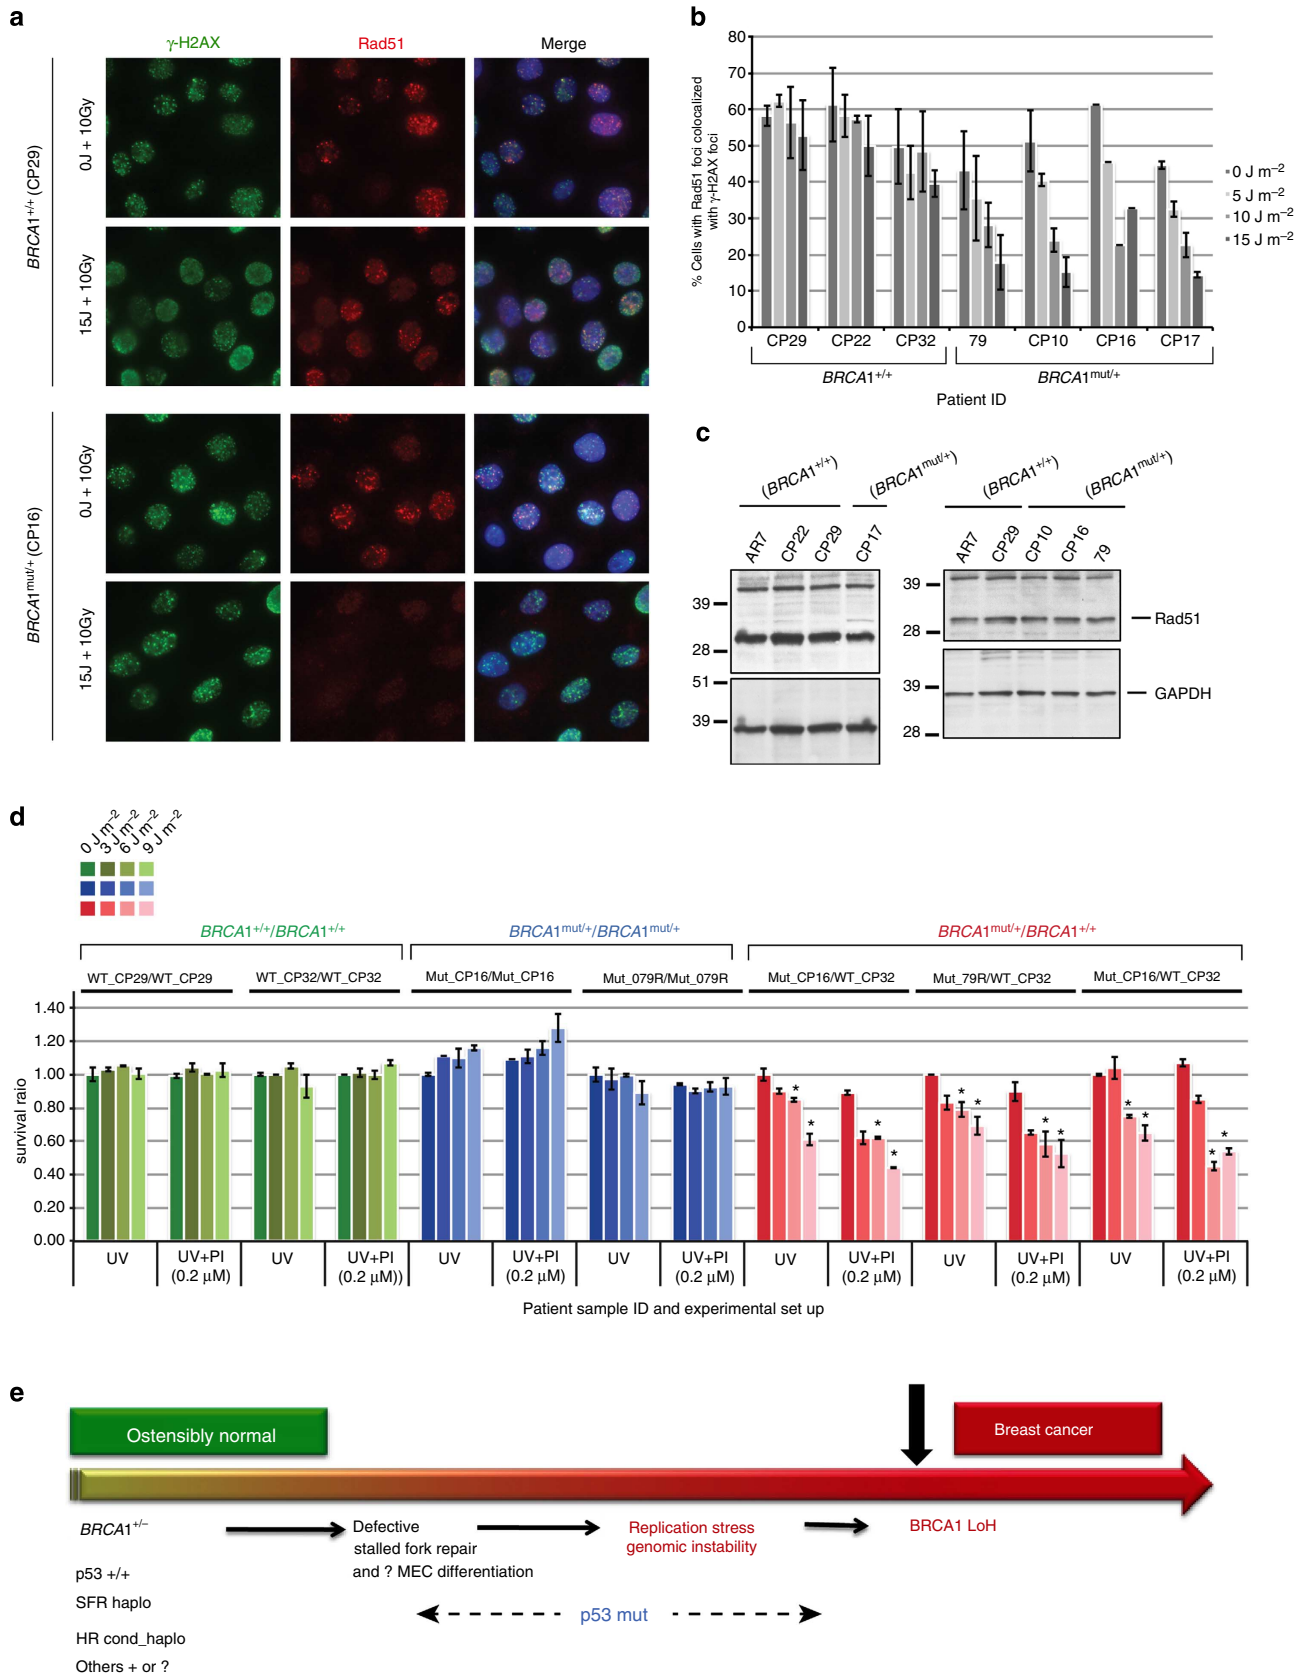 a
γ-H2AX
Rad51
Merge
BRCA1+/+ (CP29)
0J + 10Gy
15J + 10Gy
BRCA1mut/+ (CP16)
0J + 10Gy
15J + 10Gy
b
% Cells with Rad51 foci colocalized
with γ-H2AX foci
80
70
60
50
40
30
20
10
0
CP29 CP22 CP32 79 CP10 CP16 CP17
BRCA1+/+ BRCA1mut/+
Patient ID
0 J m–2
5 J m–2
10 J m–2
15 J m–2
c
(BRCA1+/+) (BRCA1mut/+) (BRCA1+/+) (BRCA1mut/+)
AR7 CP22 CP29 CP17 AR7 CP29 CP10 CP16 79
39
28
51
39
39
28
39
28
Rad51
GAPDH
d
0 J m–2 3 J m–2 6 J m–2 9 J m–2
BRCA1+/+/BRCA1+/+ BRCA1mut/+/BRCA1mut/+ BRCA1mut/+/BRCA1+/+
WT_CP29/WT_CP29 WT_CP32/WT_CP32 Mut_CP16/Mut_CP16 Mut_079R/Mut_079R Mut_CP16/WT_CP32 Mut_79R/WT_CP32 Mut_CP16/WT_CP32
survival raio
1.40
1.20
1.00
0.80
0.60
0.40
0.20
0.00
* * * * * * * * * * * *
UV UV+PI UV UV+PI UV UV+PI UV UV+PI UV UV+PI UV UV+PI UV UV+PI
(0.2 μM) (0.2 μM)) (0.2 μM) (0.2 μM) (0.2 μM) (0.2 μM) (0.2 μM)
Patient sample ID and experimental set up
e
Ostensibly normal
Breast cancer
BRCA1+/–
p53 +/+
SFR haplo
HR cond_haplo
Others + or ?
Defective
stalled fork repair
and ? MEC differentiation
Replication stress
genomic instability
BRCA1 LoH
p53 mut